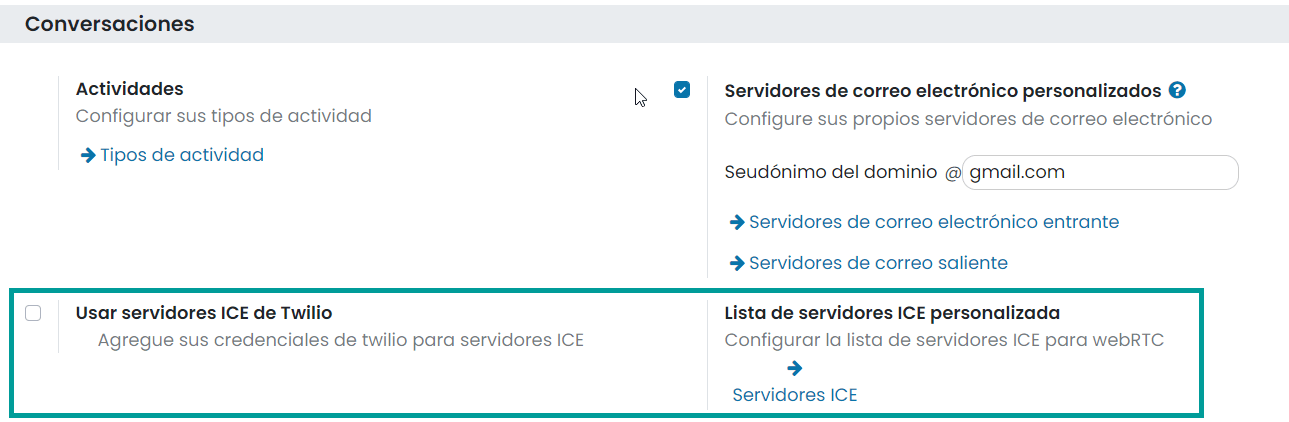 Conversaciones
Actividades
Configurar sus tipos de actividad
Tipos de actividad
Servidores de correo electrónico personalizados
Configure sus propios servidores de correo electrónico
Seudónimo del dominio @ gmail.com
Servidores de correo electrónico entrante
Servidores de correo saliente
Usar servidores ICE de Twilio
Agregue sus credenciales de twilio para servidores ICE
Lista de servidores ICE personalizada
Configurar la lista de servidores ICE para webRTC
Servidores ICE